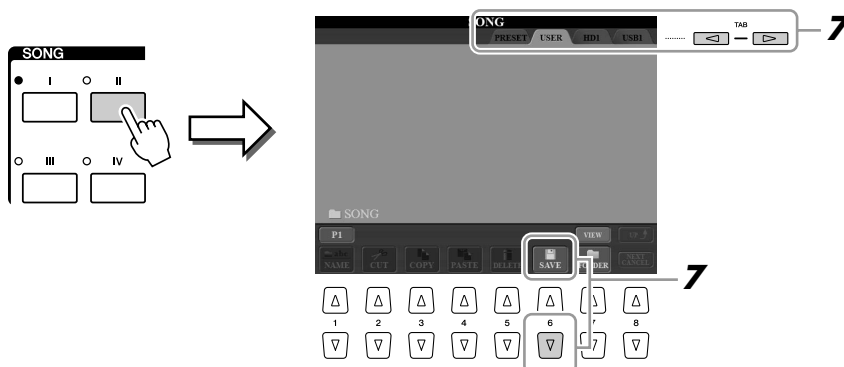 SONG
I II
III IV
SONG
PRESET USER HD1 USB1
TAB
7
SONG
P1 VIEW UP
NAME CUT COPY PASTE DELETE SAVE FOLDER NEXT CANCEL
7
1 2 3 4 5 6 7 8